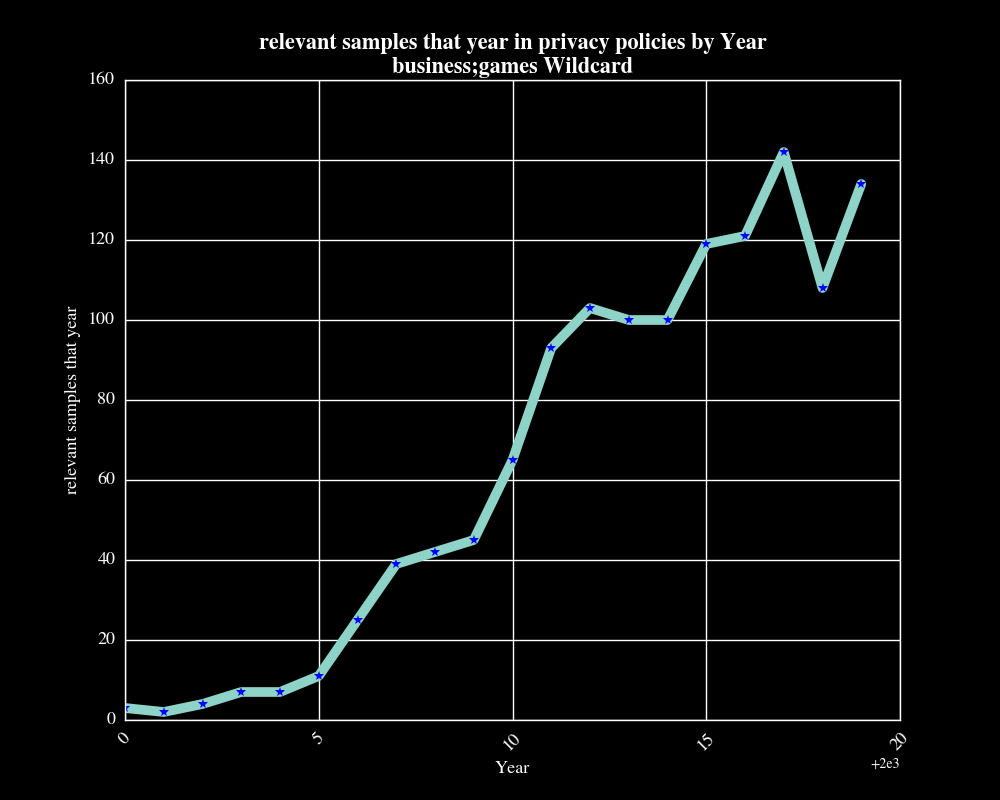 relevant samples that year in privacy policies by Year
business;games Wildcard
160
140
120
100
80
60
40
20
0
relevant samples that year
0
5
10
15
20
Year
+2e3